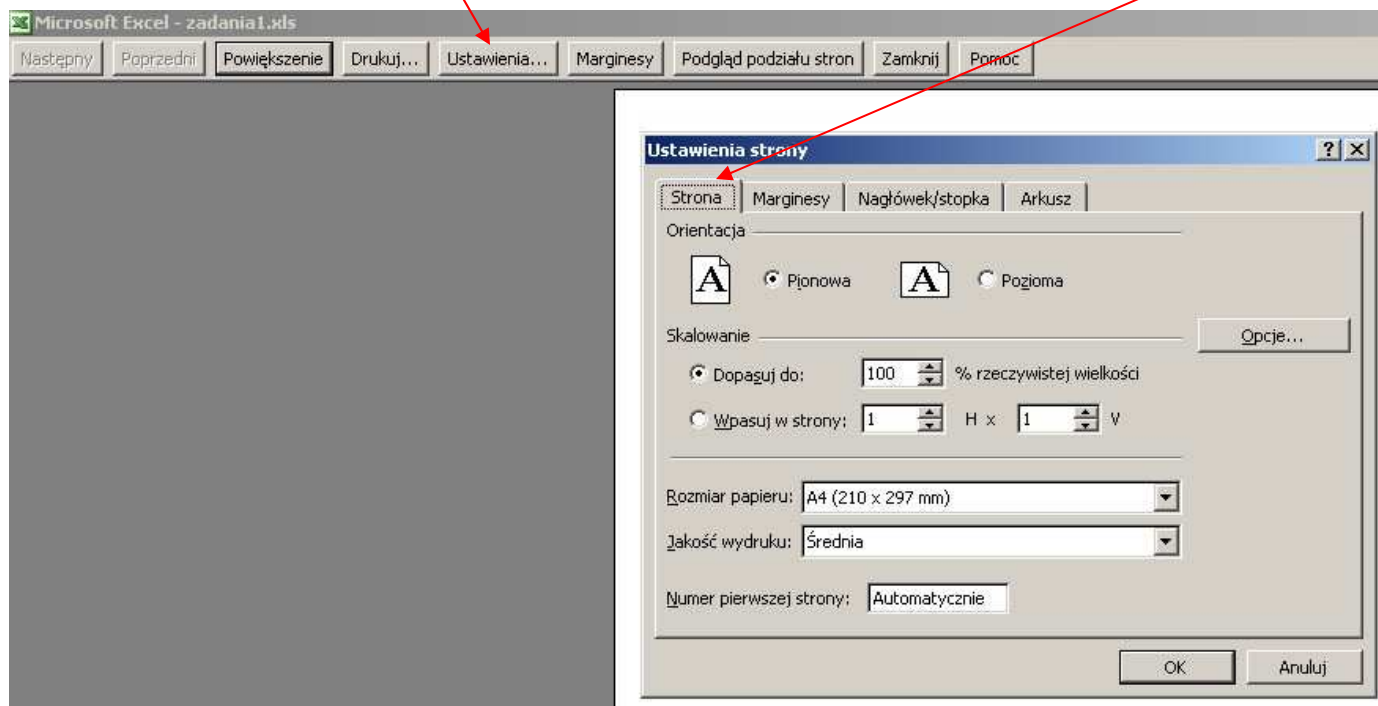 Microsoft Excel - zadania1.xls
Następny Poprzedni Powiększenie Drukuj... Ustawienia... Marginesy Podgląd podziału stron Zamknij Pomoc
Ustawienia strony
Strona Marginesy Nagłówek/stopka Arkusz
Orientacja
A Pionowa A Pozioma
Skalowanie
Opcje...
Dopasuj do: 100 % rzeczywistej wielkości
Wpasuj w strony: 1 H x 1 V
Rozmiar papieru: A4 (210 x 297 mm)
Jakość wydruku: Średnia
Numer pierwszej strony: Automatycznie
OK Anuluj